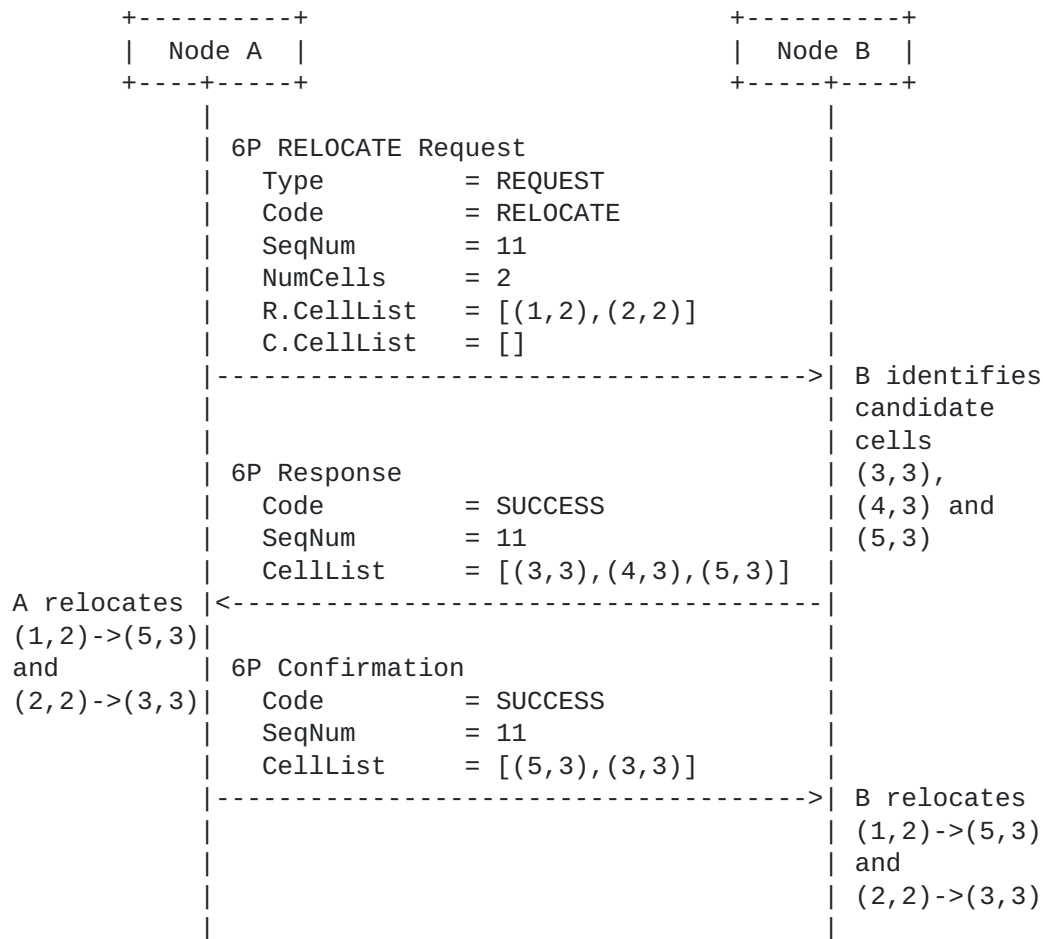 +----------+                           +----------+
       |  Node A  |                           |  Node B  |
       +----+-----+                           +-----+----+
            |                                       |
            | 6P RELOCATE Request                   |
            |   Type         = REQUEST              |
            |   Code         = RELOCATE             |
            |   SeqNum       = 11                   |
            |   NumCells     = 2                    |
            |   R.CellList   = [(1,2),(2,2)]        |
            |   C.CellList   = []                   |
            |-------------------------------------->| B identifies
            |                                       | candidate
            |                                       | cells
            | 6P Response                           | (3,3),
            |   Code         = SUCCESS              | (4,3) and
            |   SeqNum       = 11                   | (5,3)
            |   CellList     = [(3,3),(4,3),(5,3)]  |
A relocates |<--------------------------------------|
(1,2)->(5,3)|                                       |
and         | 6P Confirmation                       |
(2,2)->(3,3)|   Code         = SUCCESS              |
            |   SeqNum       = 11                   |
            |   CellList     = [(5,3),(3,3)]        |
            |-------------------------------------->| B relocates
            |                                       | (1,2)->(5,3)
            |                                       | and
            |                                       | (2,2)->(3,3)
            |                                       |